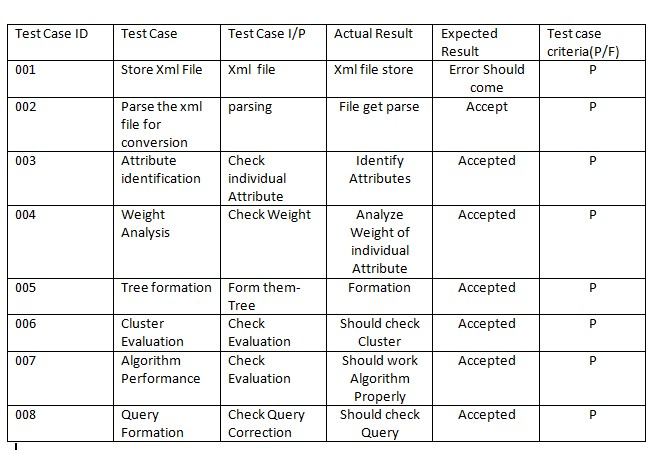 Test Case ID Test Case Test Case I/P Actual Result Expected Result Test case criteria(P/F)
001 Store Xml File Xml file Xml file store Error Should come P
002 Parse the xml file for conversion parsing File get parse Accept P
003 Attribute identification Check individual Attribute Identify Attributes Accepted P
004 Weight Analysis Check Weight Analyze Weight of individual Attribute Accepted P
005 Tree formation Form them-Tree Formation Accepted P
006 Cluster Evaluation Check Evaluation Should check Cluster Accepted P
007 Algorithm Performance Check Evaluation Should work Algorithm Properly Accepted P
008 Query Formation Check Query Correction Should check Query Accepted P